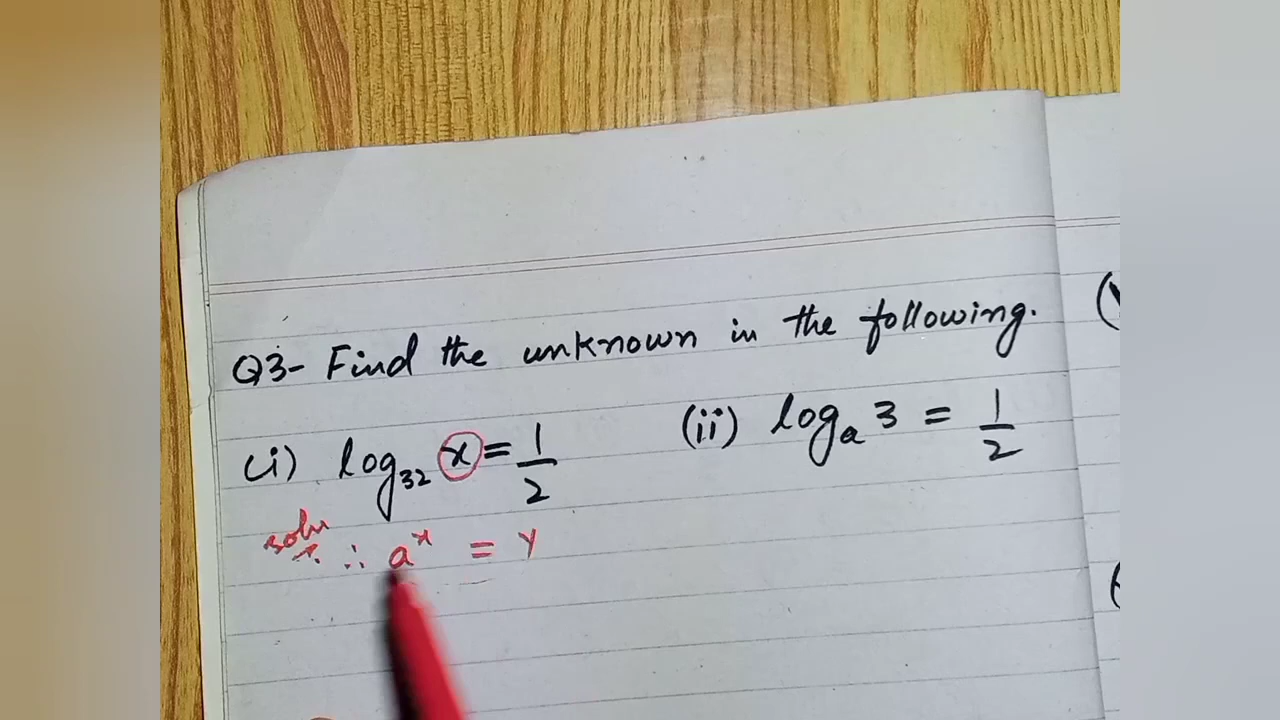 Q3- Find the unknown in the following.
(i) log₃₂ x = 1/2 (ii) logₐ 3 = 1/2
soln
∴ aˣ = y